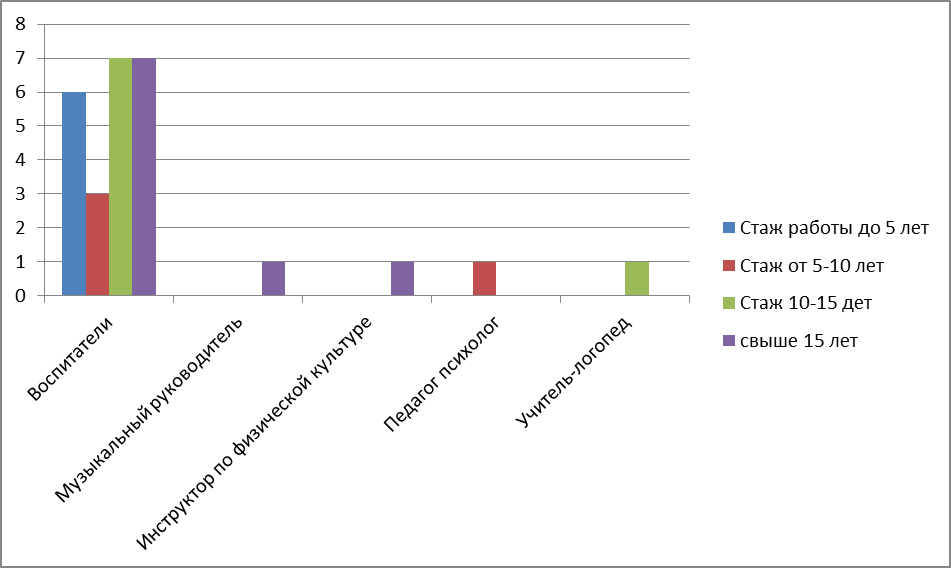 8
7
6
5
4
3
2
1
0
Воспитатели
Музыкальный руководитель
Инструктор по физической культуре
Педагог психолог
Учитель-логопед
Стаж работы до 5 лет
Стаж от 5-10 лет
Стаж 10-15 дет
свыше 15 лет